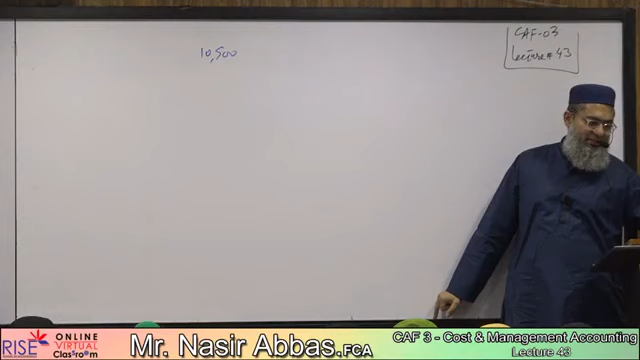 CAF-03
Lecture # 43
10,500
RISE
ONLINE
VIRTUAL
Classroom
Mr. Nasir Abbas.FCA
CAF 3 - Cost & Management Accounting
Lecture 43